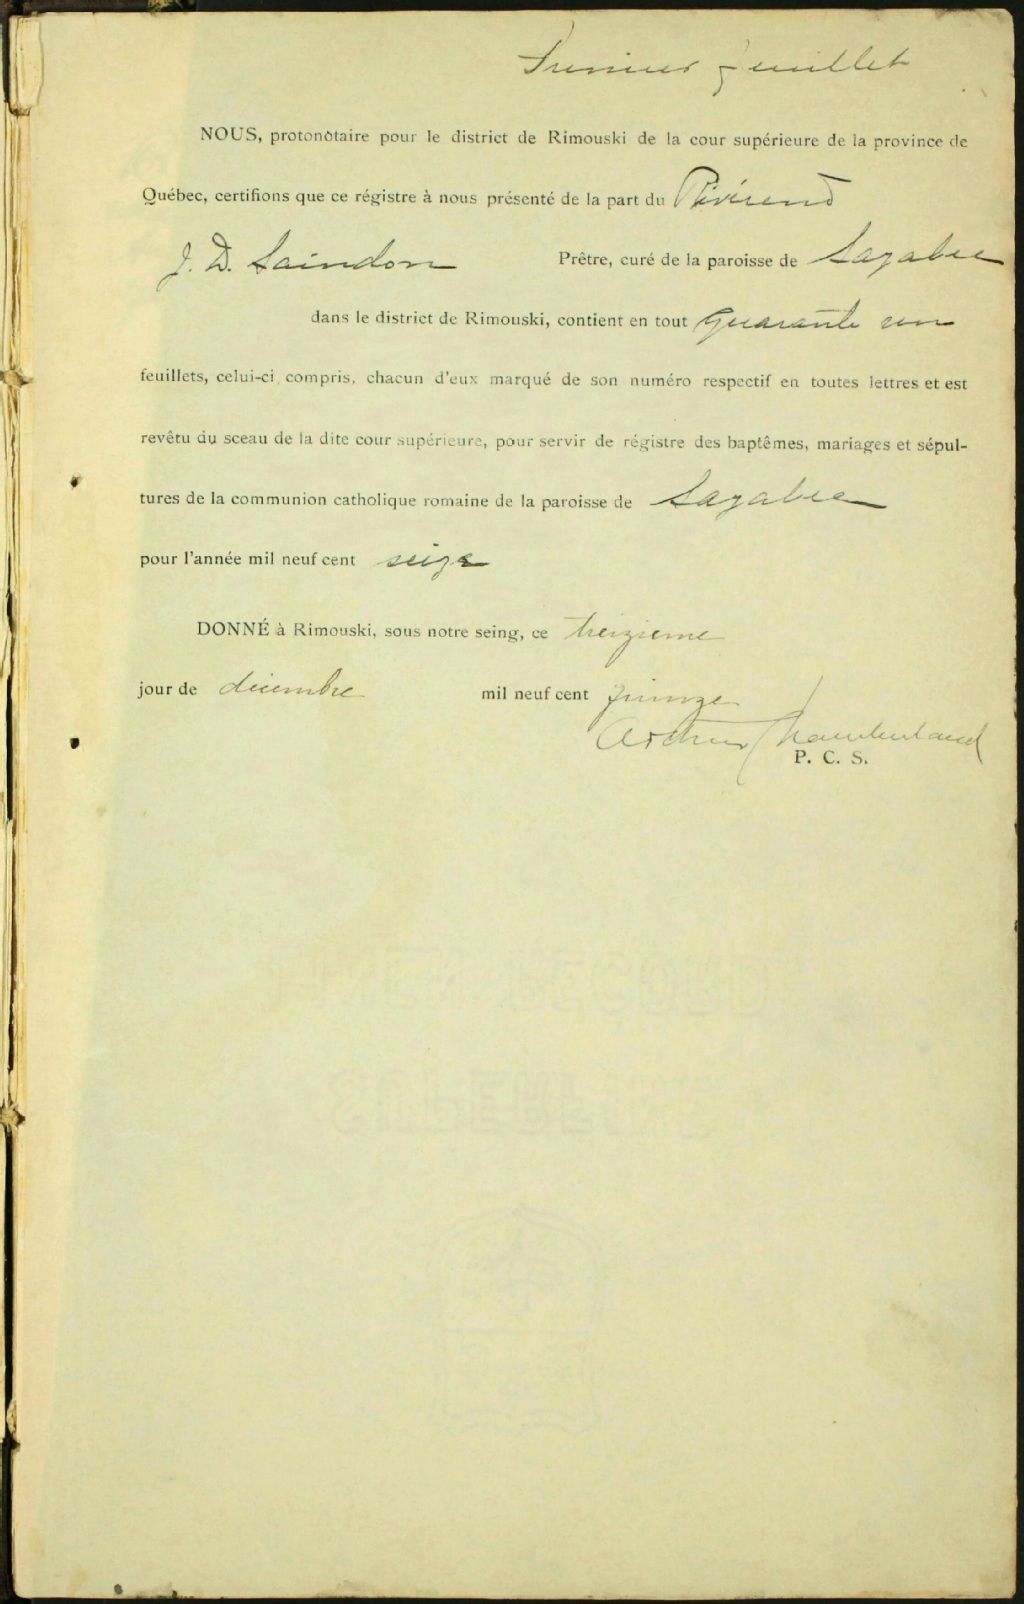 Premier feuillet
NOUS, protonotaire pour le district de Rimouski de la cour supérieure de la province de
Québec, certifions que ce régistre à nous présenté de la part du Révérend
J. D. Saindon Prêtre, curé de la paroisse de Sayabec
dans le district de Rimouski, contient en tout Quarante un
feuillets, celui-ci compris, chacun d'eux marqué de son numéro respectif en toutes lettres et est
revêtu du sceau de la dite cour supérieure, pour servir de régistre des baptêmes, mariages et sépul-
tures de la communion catholique romaine de la paroisse de Sayabec
pour l'année mil neuf cent seize
DONNÉ à Rimouski, sous notre seing, ce treizieme
jour de décembre mil neuf cent quinze
Arthur Chamberland
P. C. S.